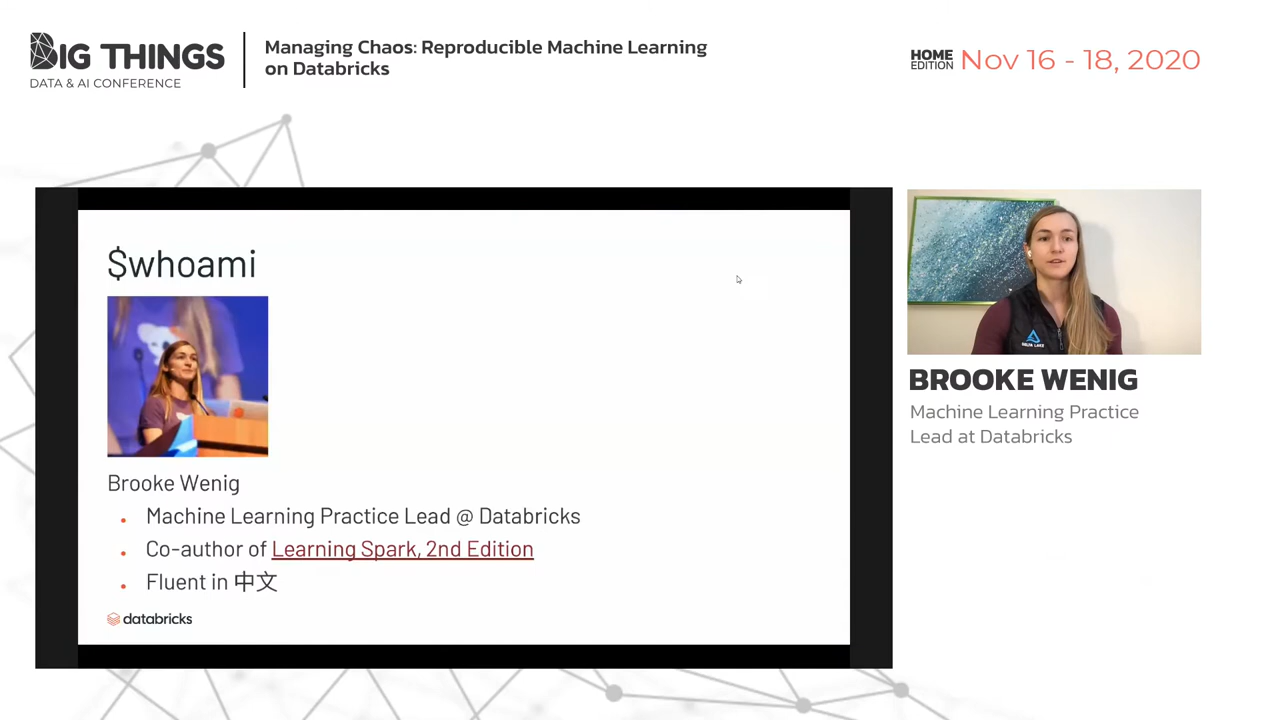 BIG THINGS
DATA & AI CONFERENCE
Managing Chaos: Reproducible Machine Learning
on Databricks
HOME
EDITION
Nov 16 - 18, 2020
$whoami
Brooke Wenig
• Machine Learning Practice Lead @ Databricks
• Co-author of Learning Spark, 2nd Edition
• Fluent in 中文
databricks
DELTA LAKE
BROOKE WENIG
Machine Learning Practice
Lead at Databricks